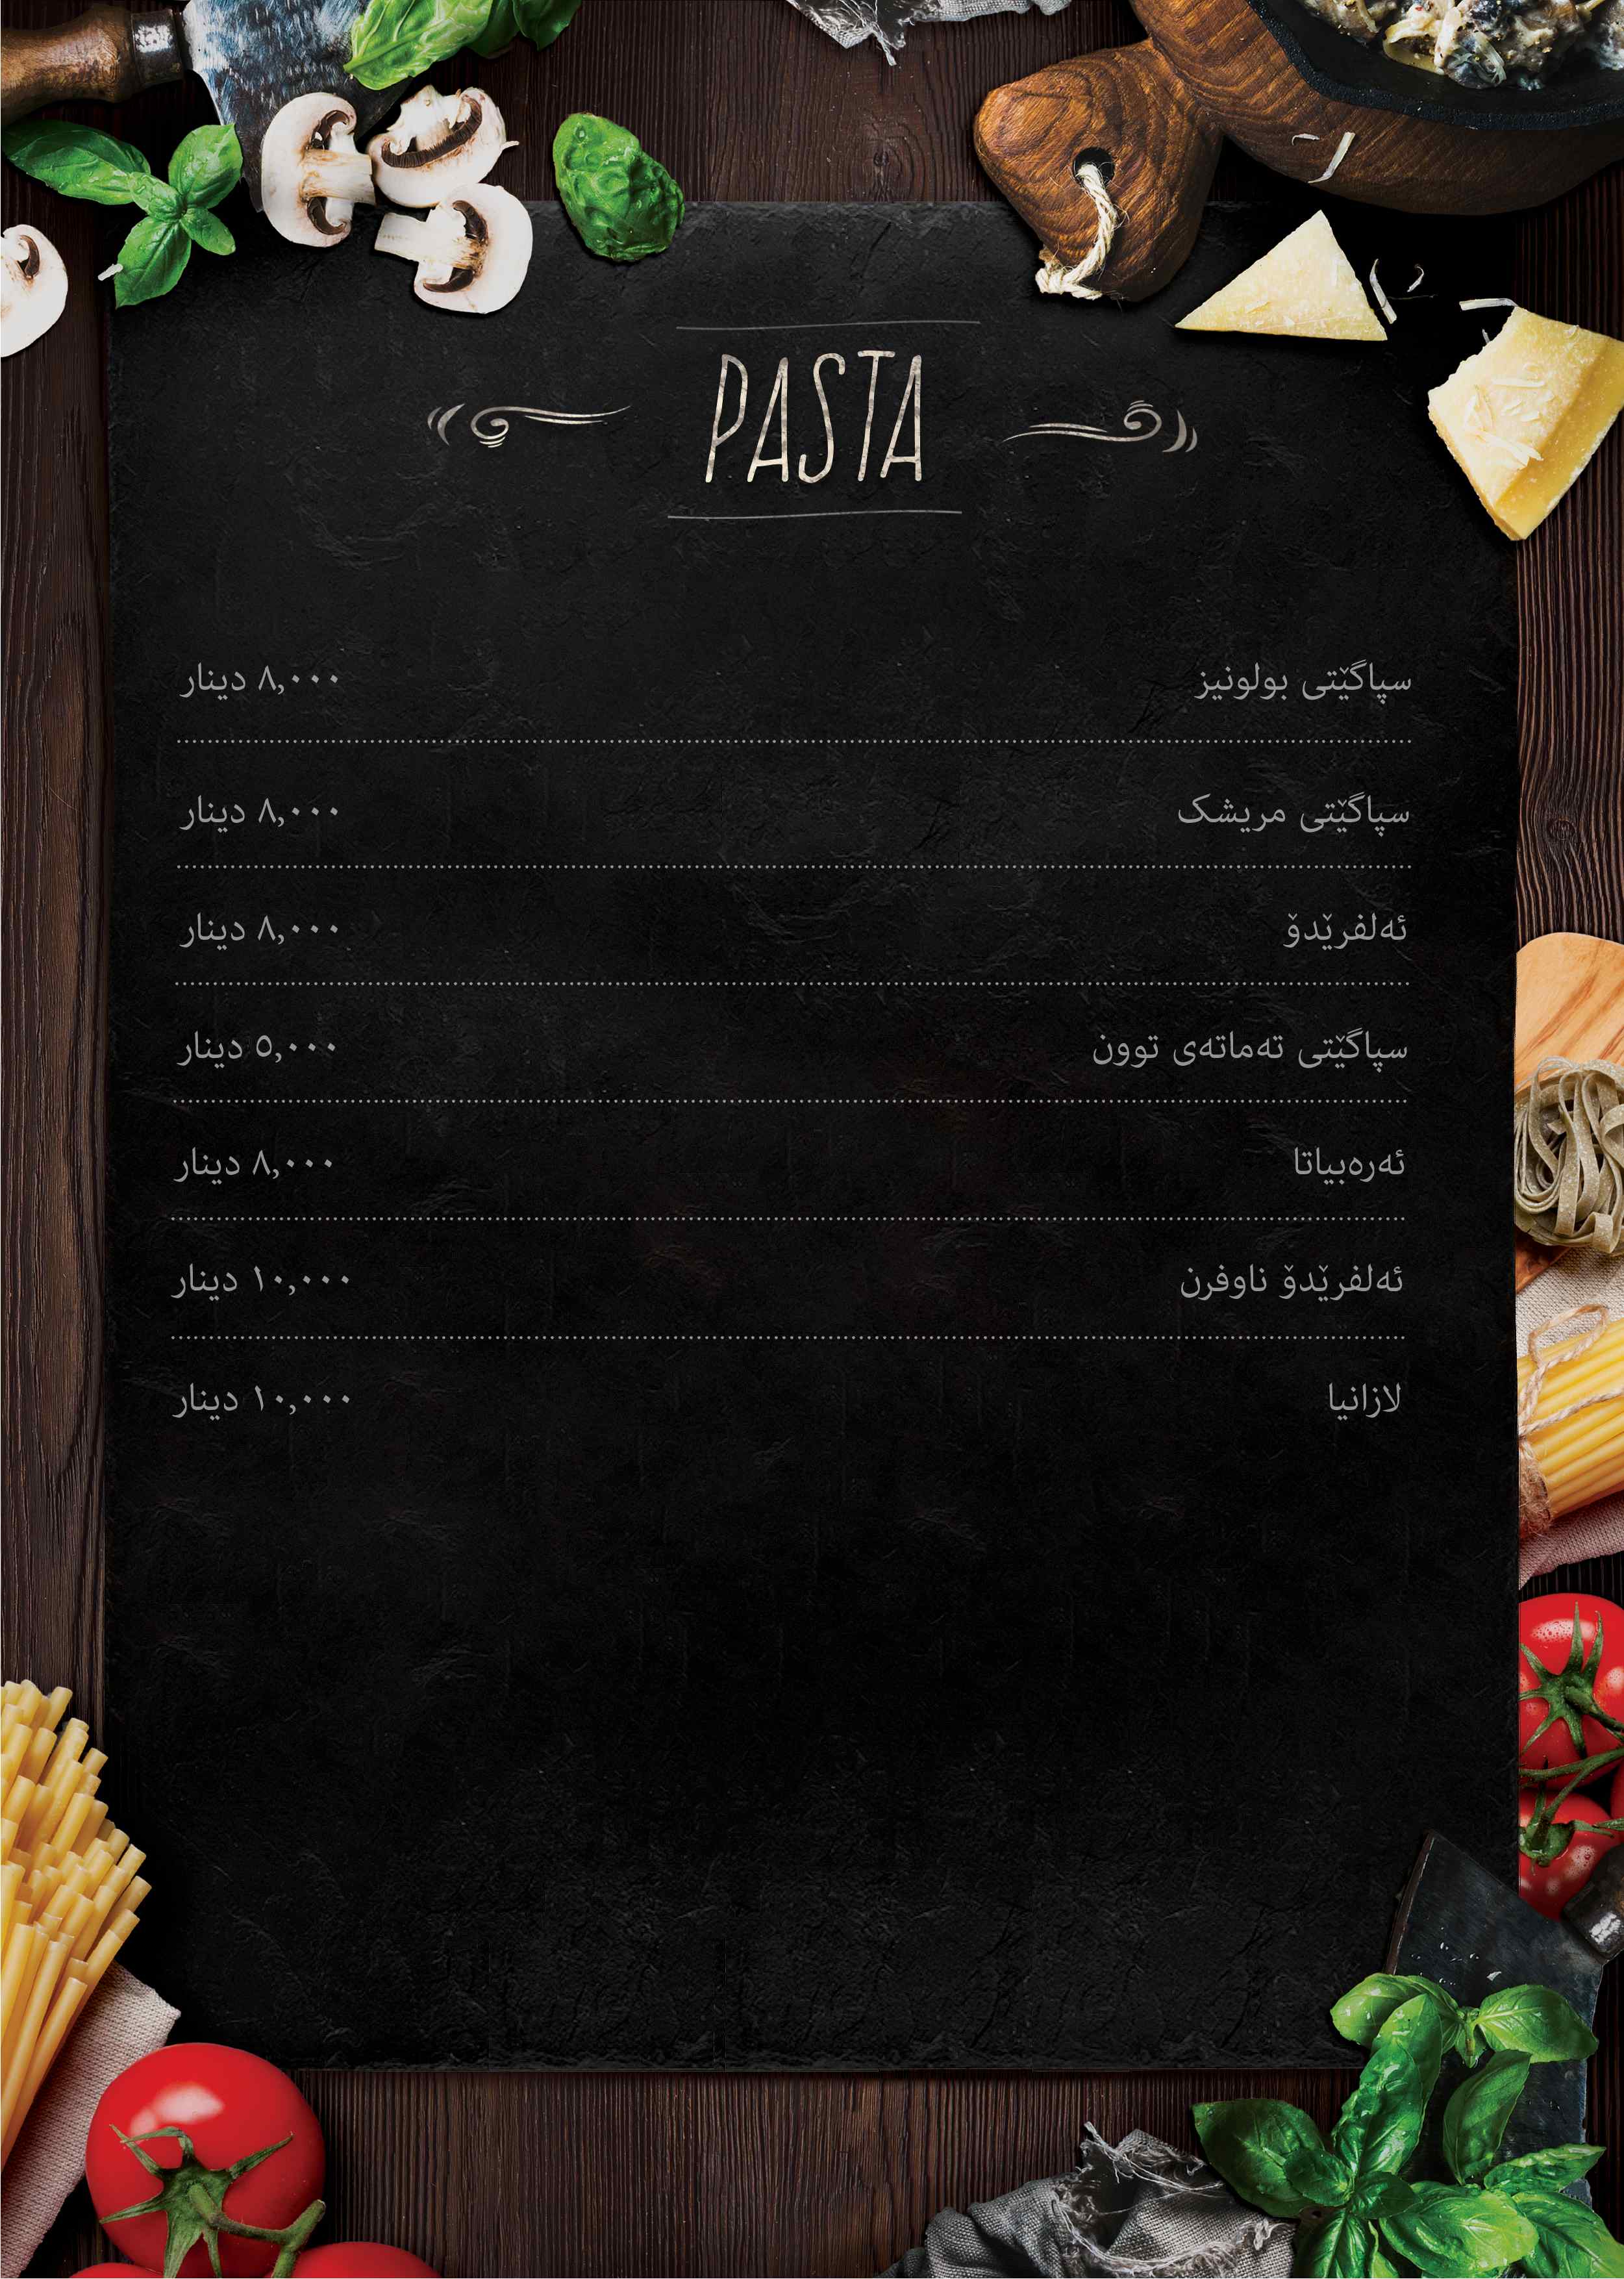 PASTA
سپاگێتی بولونیز ٨,٠٠٠ دینار
سپاگێتی مریشک ٨,٠٠٠ دینار
ئەلفرێدۆ ٨,٠٠٠ دینار
سپاگێتی تەماتەی توون ٥,٠٠٠ دینار
ئەرەبیاتا ٨,٠٠٠ دینار
ئەلفرێدۆ ناوفرن ١٠,٠٠٠ دینار
لازانیا ١٠,٠٠٠ دینار